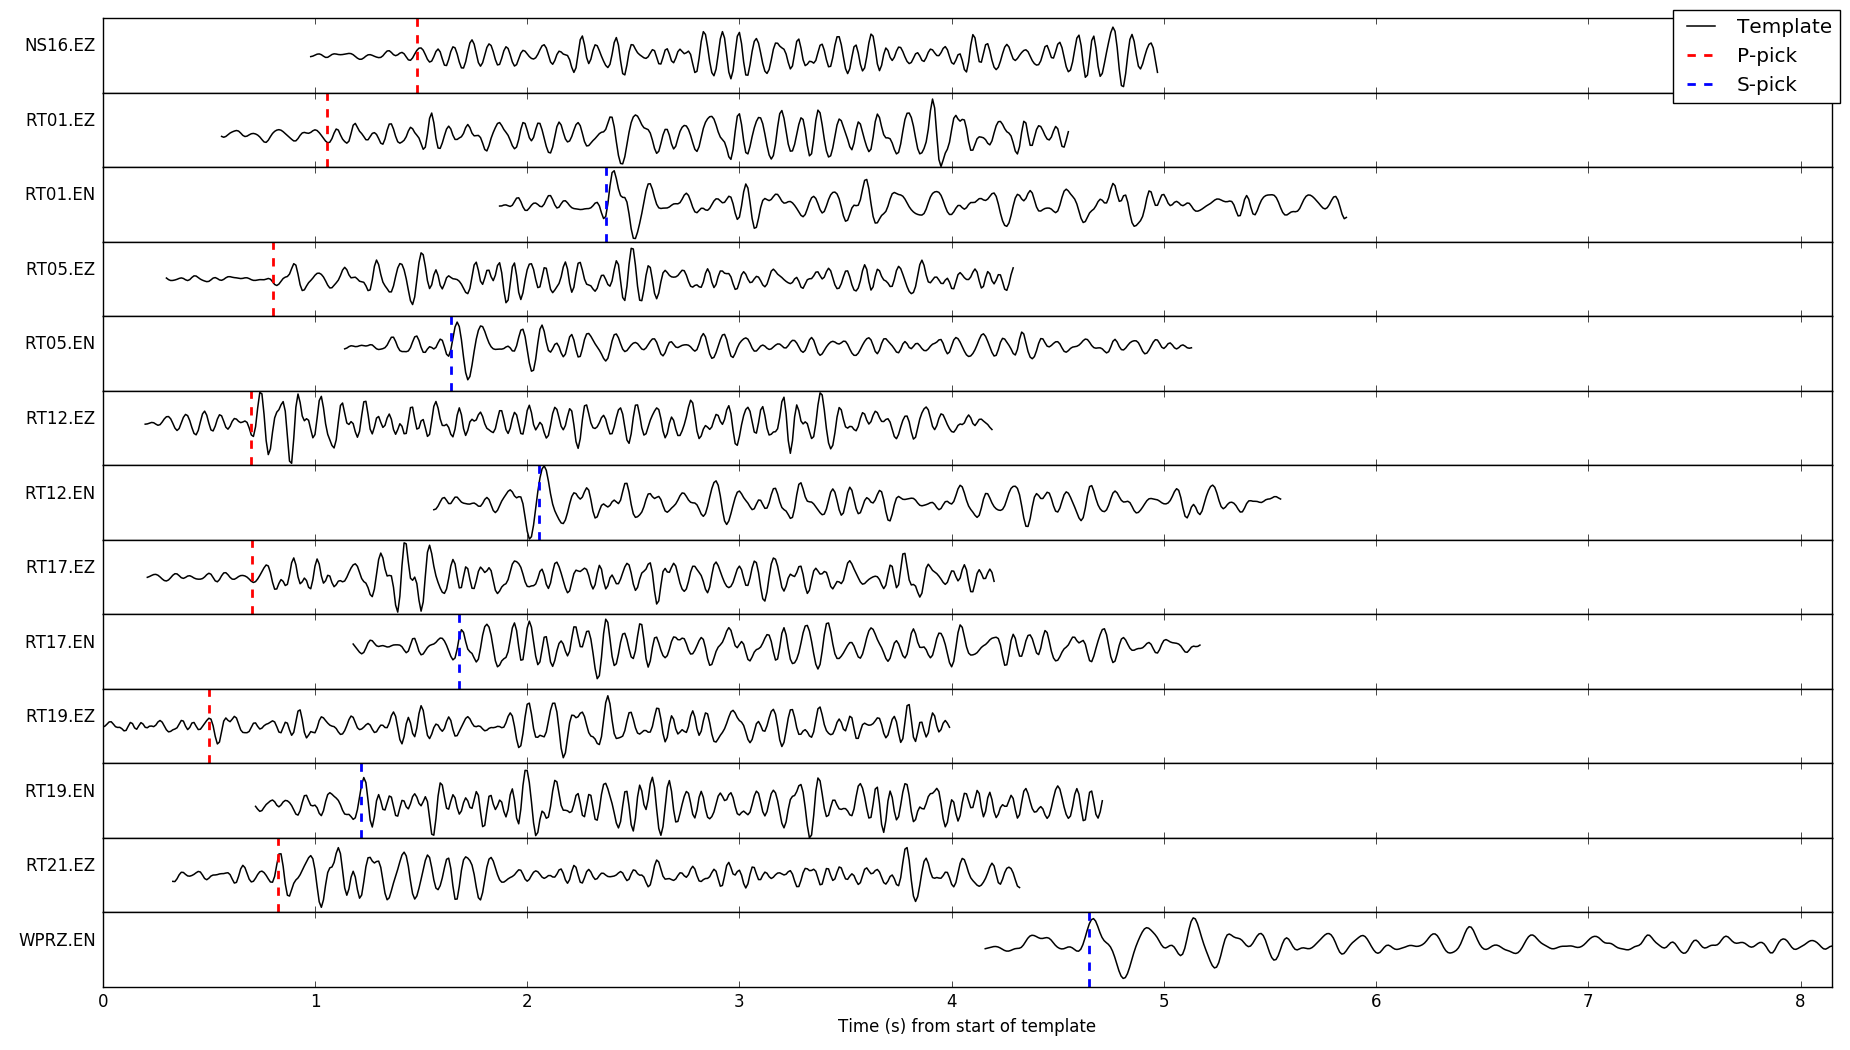 NS16.EZ
Template
P-pick
S-pick
RT01.EZ
RT01.EN
RT05.EZ
RT05.EN
RT12.EZ
RT12.EN
RT17.EZ
RT17.EN
RT19.EZ
RT19.EN
RT21.EZ
WPRZ.EN
0 1 2 3 4 5 6 7 8
Time (s) from start of template